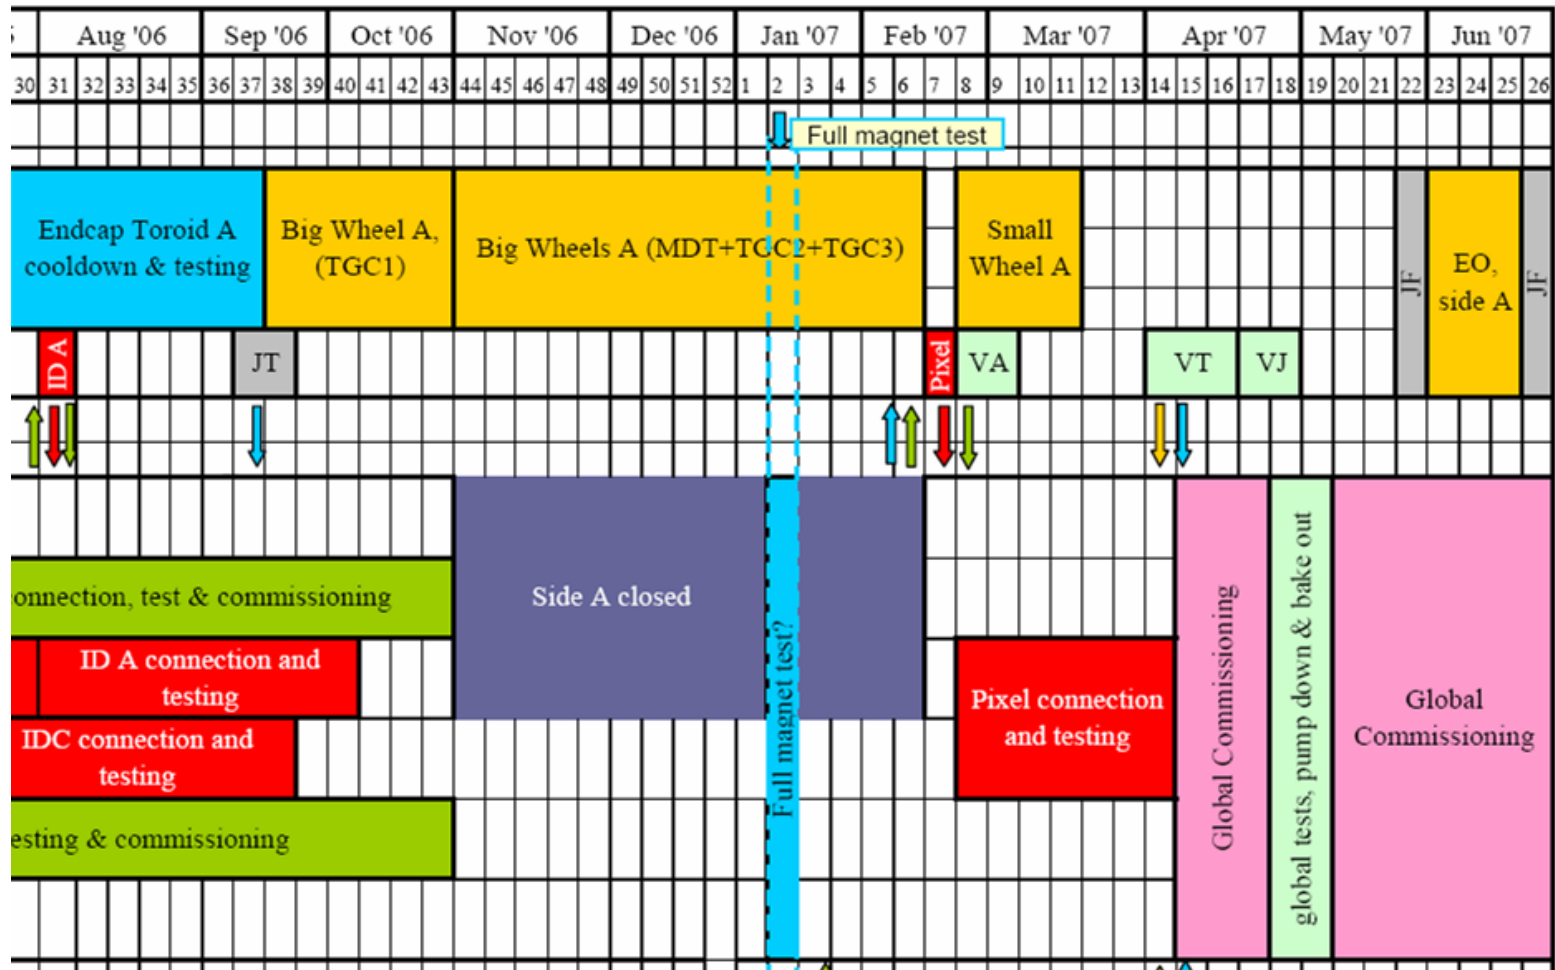 Aug '06 Sep '06 Oct '06 Nov '06 Dec '06 Jan '07 Feb '07 Mar '07 Apr '07 May '07 Jun '07
30 31 32 33 34 35 36 37 38 39 40 41 42 43 44 45 46 47 48 49 50 51 52 1 2 3 4 5 6 7 8 9 10 11 12 13 14 15 16 17 18 19 20 21 22 23 24 25 26
Full magnet test
Endcap Toroid A
cooldown & testing
Big Wheel A,
(TGC1)
Big Wheels A (MDT+TGC2+TGC3)
Small
Wheel A
JF
EO,
side A
JF
ID A
JT
Pixel
VA
VT
VJ
onnection, test & commissioning
Side A closed
Full magnet test?
ID A connection and
testing
IDC connection and
testing
Pixel connection
and testing
esting & commissioning
Global Commissioning
global tests, pump down & bake out
Global
Commissioning